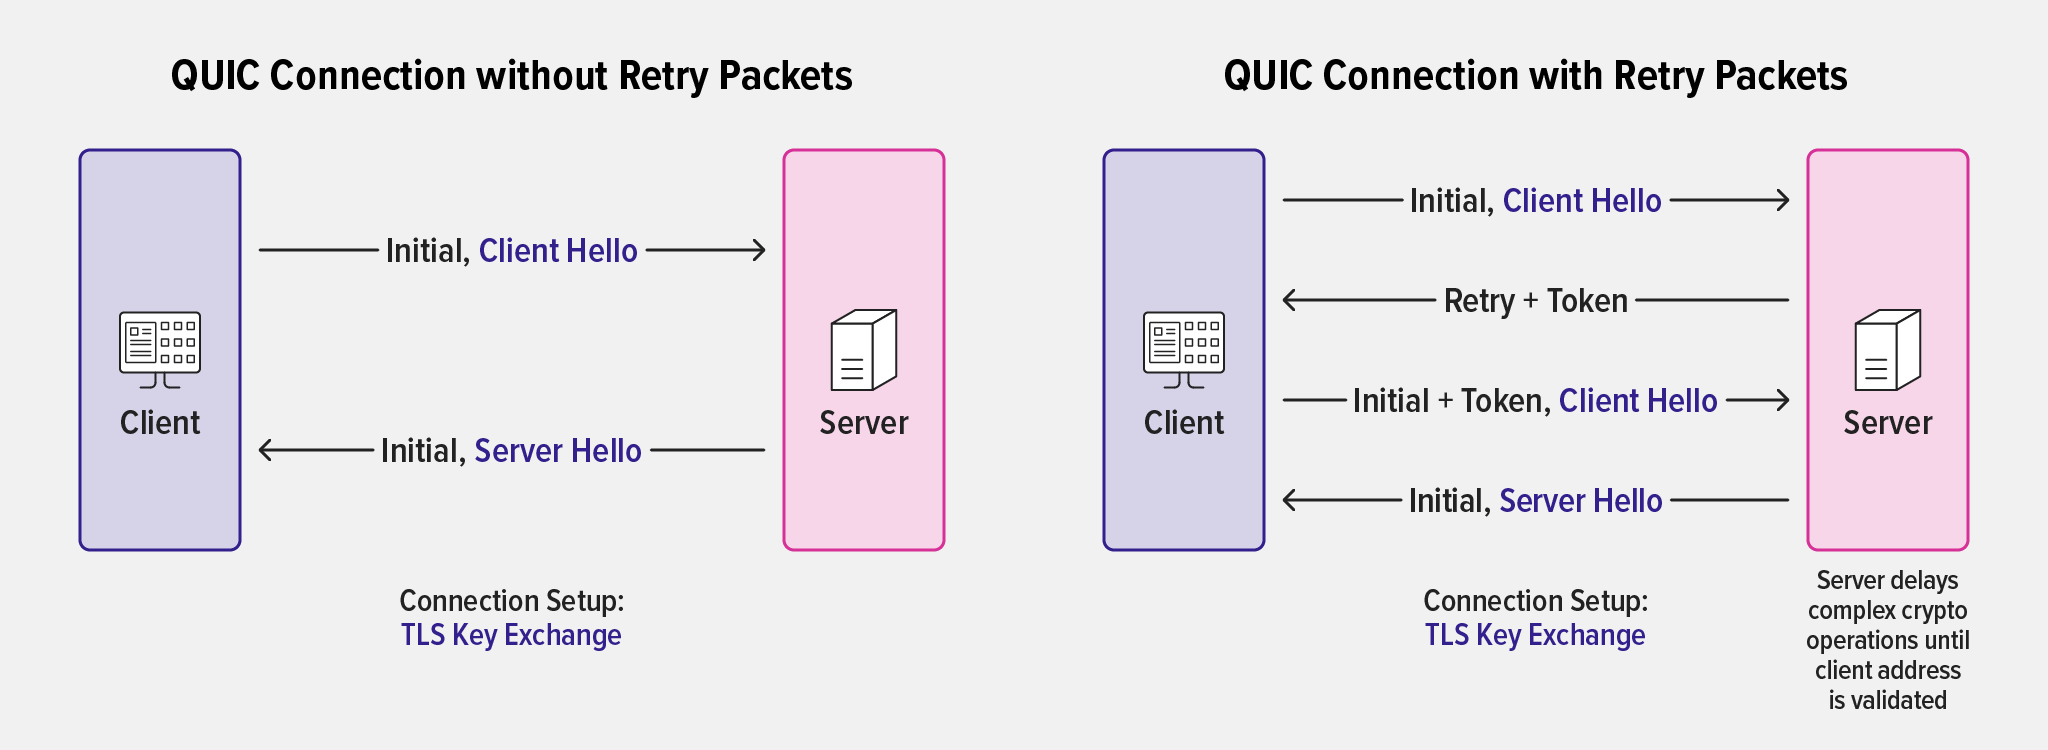 QUIC Connection without Retry Packets
Initial, Client Hello
Client
Server
Initial, Server Hello
Connection Setup:
TLS Key Exchange
QUIC Connection with Retry Packets
Initial, Client Hello
Retry + Token
Initial + Token, Client Hello
Client
Server
Initial, Server Hello
Connection Setup:
TLS Key Exchange
Server delays
complex crypto
operations until
client address
is validated